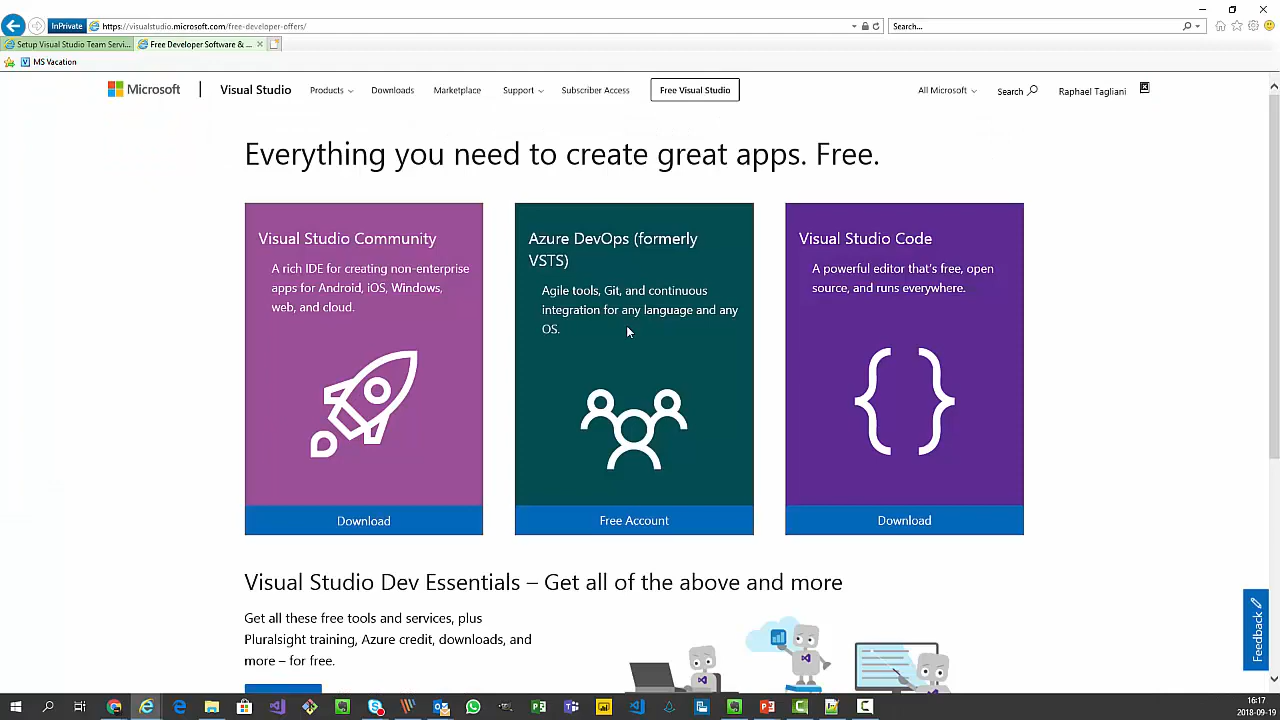 InPrivate
https://visualstudio.microsoft.com/free-developer-offers/
Search...
Setup Visual Studio Team Servi...
Free Developer Software & ...
MS Vacation
Microsoft
Visual Studio
Products
Downloads
Marketplace
Support
Subscriber Access
Free Visual Studio
All Microsoft
Search
Raphael Tagliani
Everything you need to create great apps. Free.
Visual Studio Community
A rich IDE for creating non-enterprise
apps for Android, iOS, Windows,
web, and cloud.
Download
Azure DevOps (formerly
VSTS)
Agile tools, Git, and continuous
integration for any language and any
OS.
Free Account
Visual Studio Code
A powerful editor that's free, open
source, and runs everywhere.
Download
Visual Studio Dev Essentials – Get all of the above and more
Get all these free tools and services, plus
Pluralsight training, Azure credit, downloads, and
more – for free.
Feedback
16:17
2018-09-19